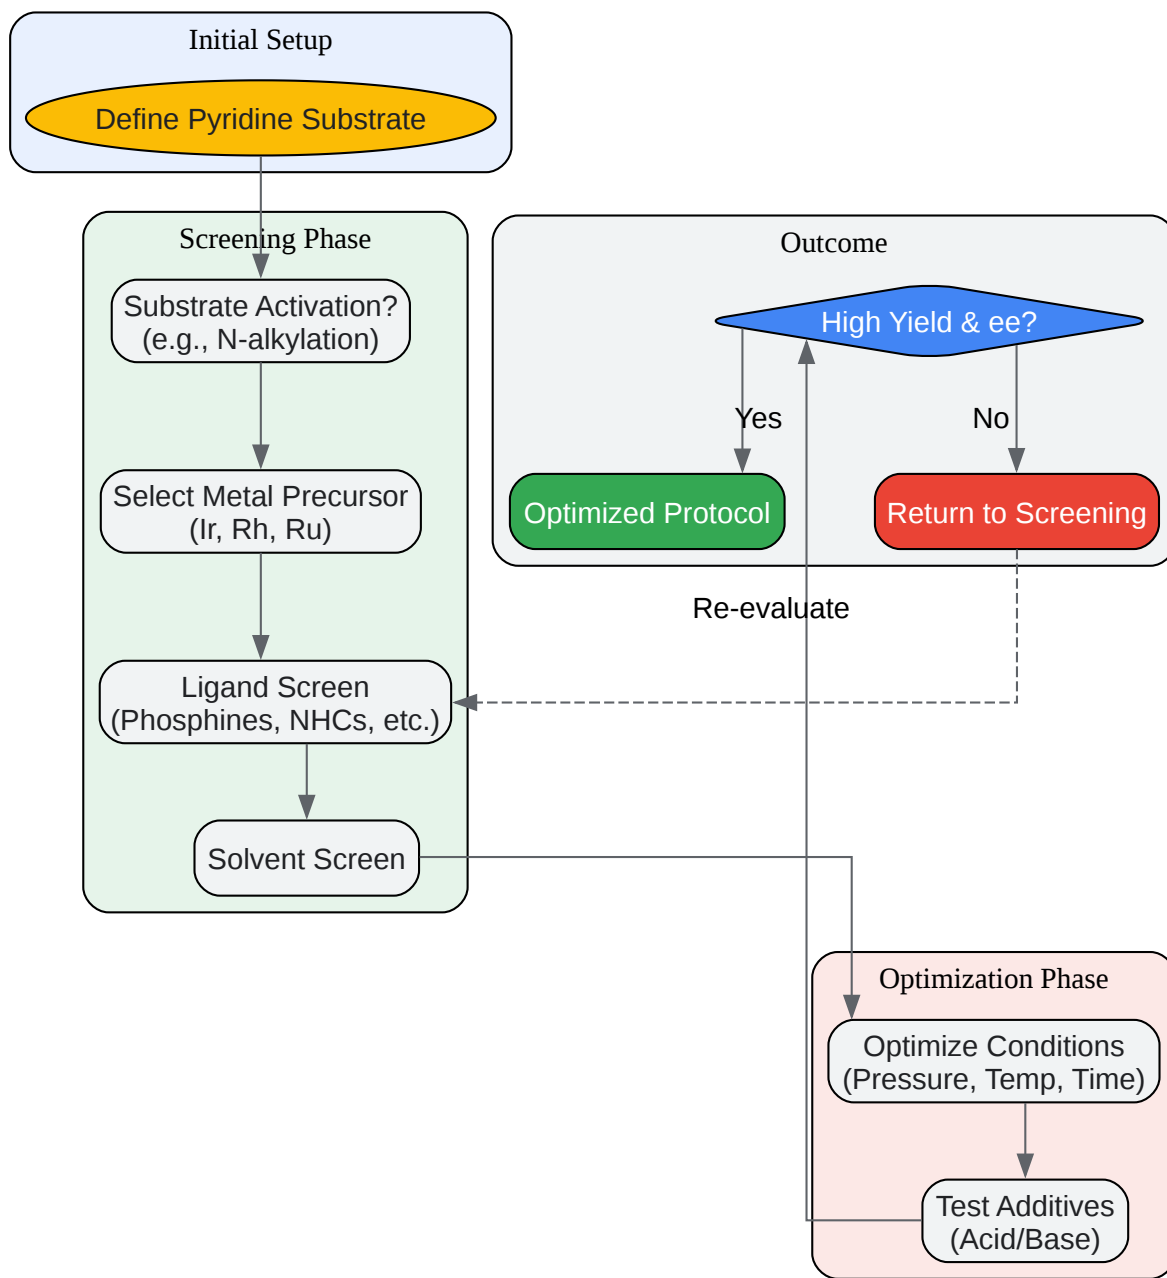 Initial Setup
Define Pyridine Substrate
Screening Phase
Substrate Activation?
(e.g., N-alkylation)
Select Metal Precursor
(Ir, Rh, Ru)
Ligand Screen
(Phosphines, NHCs, etc.)
Solvent Screen
Outcome
High Yield & ee?
Yes
No
Optimized Protocol
Return to Screening
Re-evaluate
Optimization Phase
Optimize Conditions
(Pressure, Temp, Time)
Test Additives
(Acid/Base)